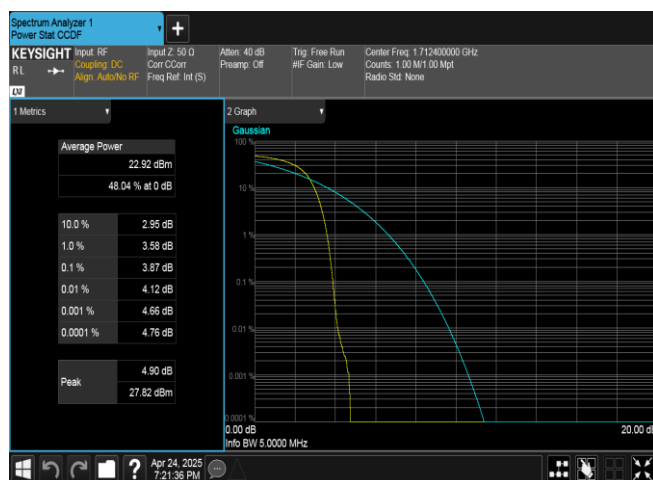 Spectrum Analyzer 1
Power Stat CCDF
+
KEYSIGHT
R L
LXI
Input: RF
Coupling: DC
Align: Auto/No RF
Input Z: 50 Ω
Corr CCorr
Freq Ref: Int (S)
Atten: 40 dB
Preamp: Off
Trig: Free Run
#IF Gain: Low
Center Freq: 1.712400000 GHz
Counts: 1.00 M/1.00 Mpt
Radio Std: None
1 Metrics
Average Power
22.92 dBm
48.04 % at 0 dB
10.0 % 2.95 dB
1.0 % 3.58 dB
0.1 % 3.87 dB
0.01 % 4.12 dB
0.001 % 4.66 dB
0.0001 % 4.76 dB
Peak
4.90 dB
27.82 dBm
2 Graph
Gaussian
100 %
10 %
1 %
0.1 %
0.01 %
0.001 %
0.0001 %
0.00 dB
20.00 dB
Info BW 5.0000 MHz
?
Apr 24, 2025
7:21:36 PM